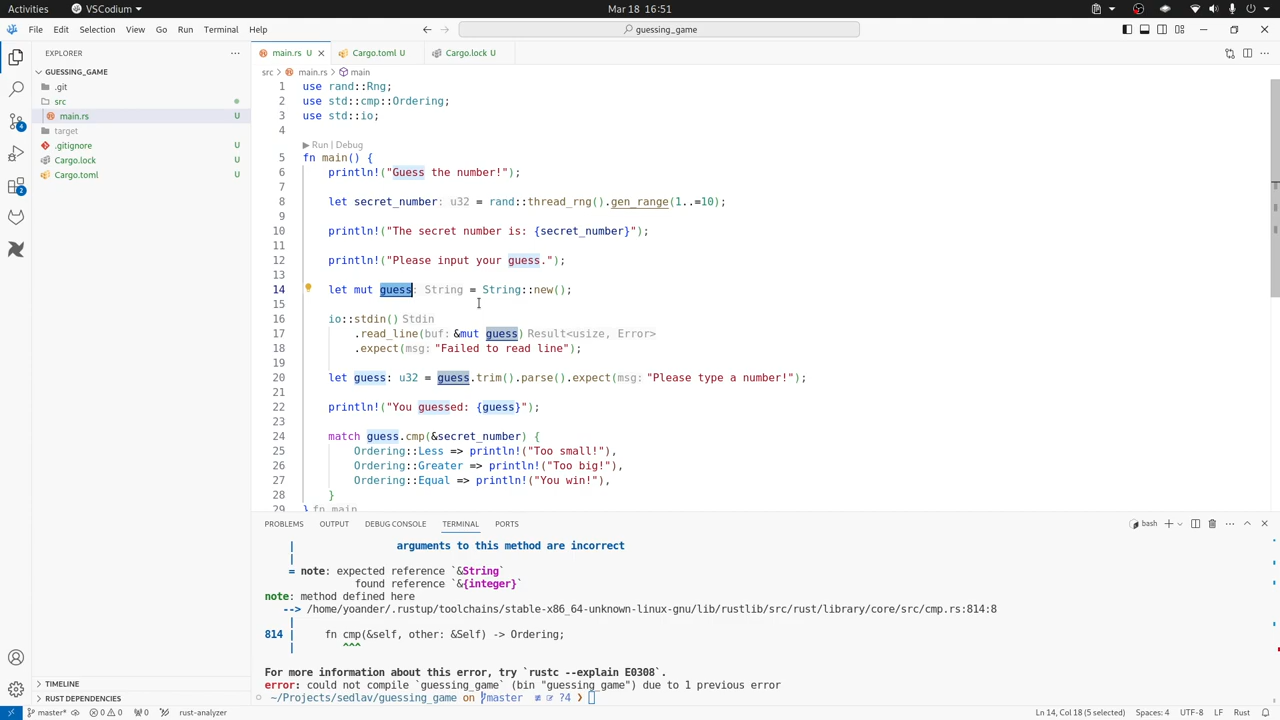 Activities VSCodium Mar 18 16:51
File Edit Selection View Go Run Terminal Help guessing_game
EXPLORER
GUESSING_GAME
.git
src
main.rs U
target
.gitignore U
Cargo.lock U
Cargo.toml U
TIMELINE
RUST DEPENDENCIES
4
2
main.rs U Cargo.toml U Cargo.lock U
src > main.rs > main
1 use rand::Rng;
2 use std::cmp::Ordering;
3 use std::io;
4
▶ Run | Debug
5 fn main() {
6 println!("Guess the number!");
7
8 let secret_number: u32 = rand::thread_rng().gen_range(1..=10);
9
10 println!("The secret number is: {secret_number}");
11
12 println!("Please input your guess.");
13
14 let mut guess: String = String::new();
15
16 io::stdin() Stdin
17 .read_line(buf: &mut guess) Result<usize, Error>
18 .expect(msg: "Failed to read line");
19
20 let guess: u32 = guess.trim().parse().expect(msg: "Please type a number!");
21
22 println!("You guessed: {guess}");
23
24 match guess.cmp(&secret_number) {
25 Ordering::Less => println!("Too small!"),
26 Ordering::Greater => println!("Too big!"),
27 Ordering::Equal => println!("You win!"),
28 }
29 } fn main
PROBLEMS OUTPUT DEBUG CONSOLE TERMINAL PORTS bash
| arguments to this method are incorrect
|
= note: expected reference `&String`
found reference `&{integer}`
note: method defined here
--> /home/yoander/.rustup/toolchains/stable-x86_64-unknown-linux-gnu/lib/rustlib/src/rust/library/core/src/cmp.rs:814:8
|
814 | fn cmp(&self, other: &Self) -> Ordering;
| ^^^
For more information about this error, try `rustc --explain E0308`.
error: could not compile `guessing_game` (bin "guessing_game") due to 1 previous error
~/Projects/sedlav/guessing_game on master ?4 ❯
master* 0 0 0 rust-analyzer Ln 14, Col 18 (5 selected) Spaces: 4 UTF-8 LF Rust